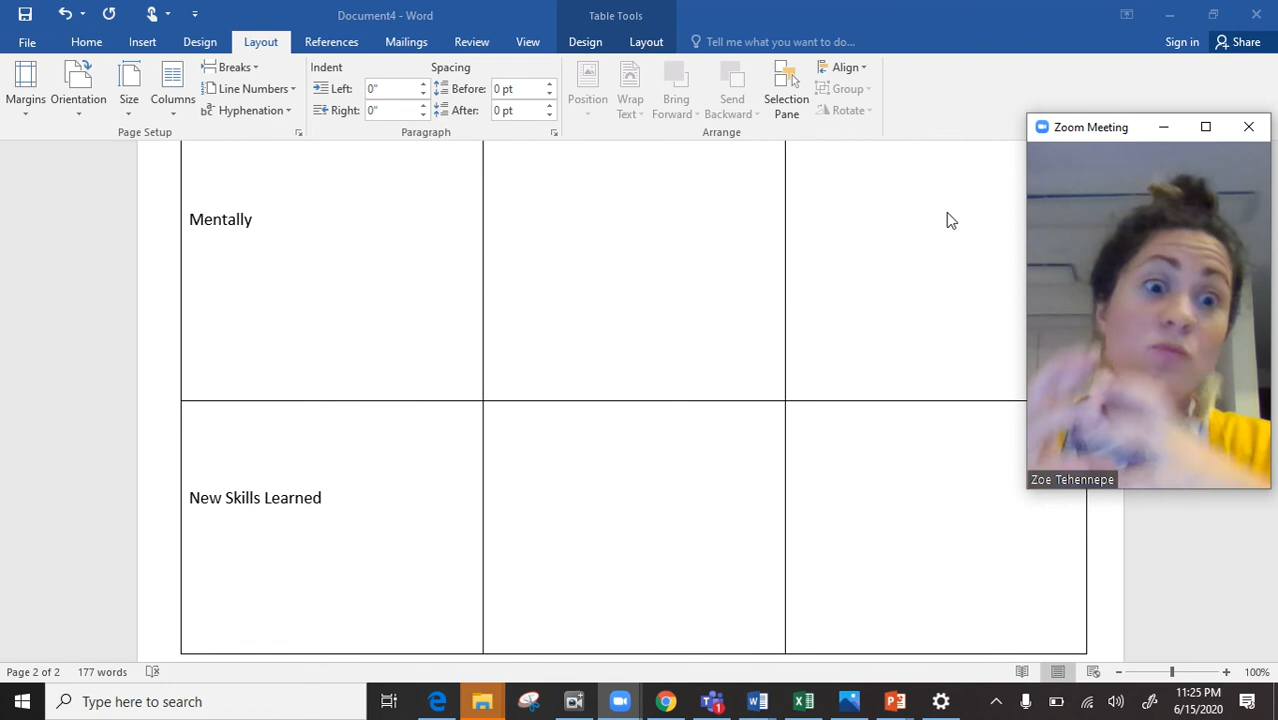 Document4 - Word
Table Tools
File
Home
Insert
Design
Layout
References
Mailings
Review
View
Design
Layout
Tell me what you want to do...
Sign in
Share
Margins
Orientation
Size
Columns
Breaks
Line Numbers
Hyphenation
Page Setup
Indent
Left:
0"
Right:
0"
Spacing
Before:
0 pt
After:
0 pt
Paragraph
Position
Wrap
Text
Bring
Forward
Send
Backward
Selection
Pane
Align
Group
Rotate
Arrange
Zoom Meeting
Mentally
Zoe Tehennepe
New Skills Learned
Page 2 of 2
177 words
100%
Type here to search
1
11:25 PM
6/15/2020